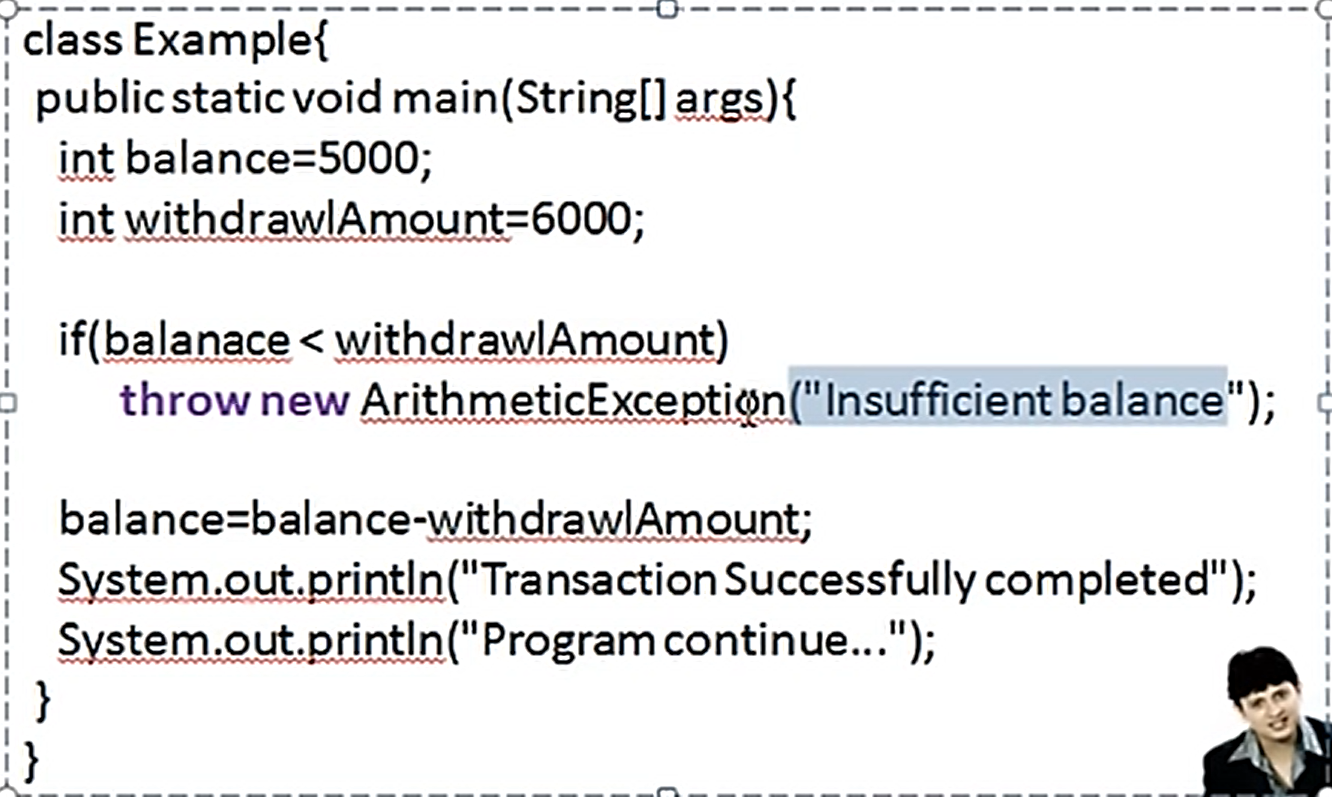 class Example{
public static void main(String[] args){
int balance=5000;
int withdrawlAmount=6000;
if(balanace < withdrawlAmount)
throw new ArithmeticException("Insufficient balance");
balance=balance-withdrawlAmount;
System.out.println("Transaction Successfully completed");
System.out.println("Program continue...");
}
}